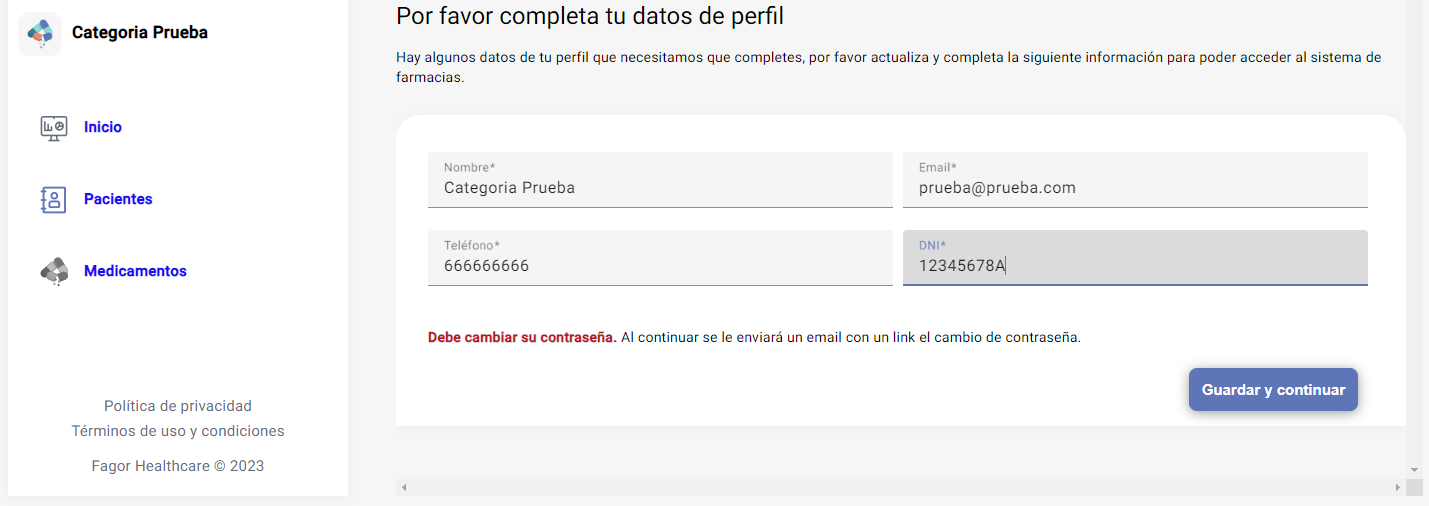 Categoria Prueba
Inicio
Pacientes
Medicamentos
Política de privacidad
Términos de uso y condiciones
Fagor Healthcare © 2023
Por favor completa tu datos de perfil
Hay algunos datos de tu perfil que necesitamos que completes, por favor actualiza y completa la siguiente información para poder acceder al sistema de
farmacias.
Nombre*
Categoria Prueba
Email*
prueba@prueba.com
Teléfono*
666666666
DNI*
12345678A
Debe cambiar su contraseña. Al continuar se le enviará un email con un link el cambio de contraseña.
Guardar y continuar